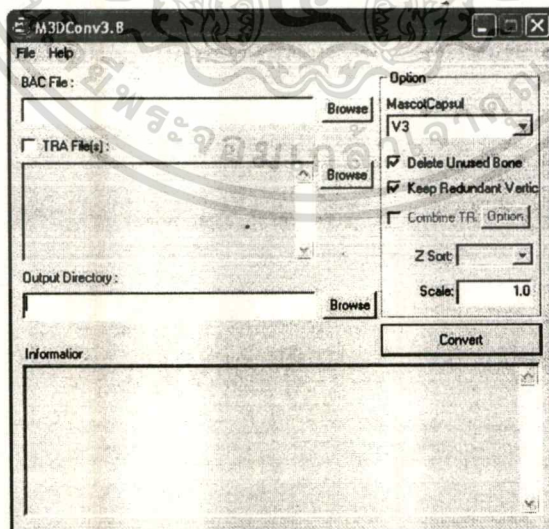 M3DConv3.8
File Help
BAC File :
Browse
TRA File(s) :
Browse
Output Directory :
Browse
Option
MascotCapsul
V3
Delete Unused Bone
Keep Redundant Vertic
Combine TR. Option
Z Sort:
Scale: 1.0
Convert
Informatior